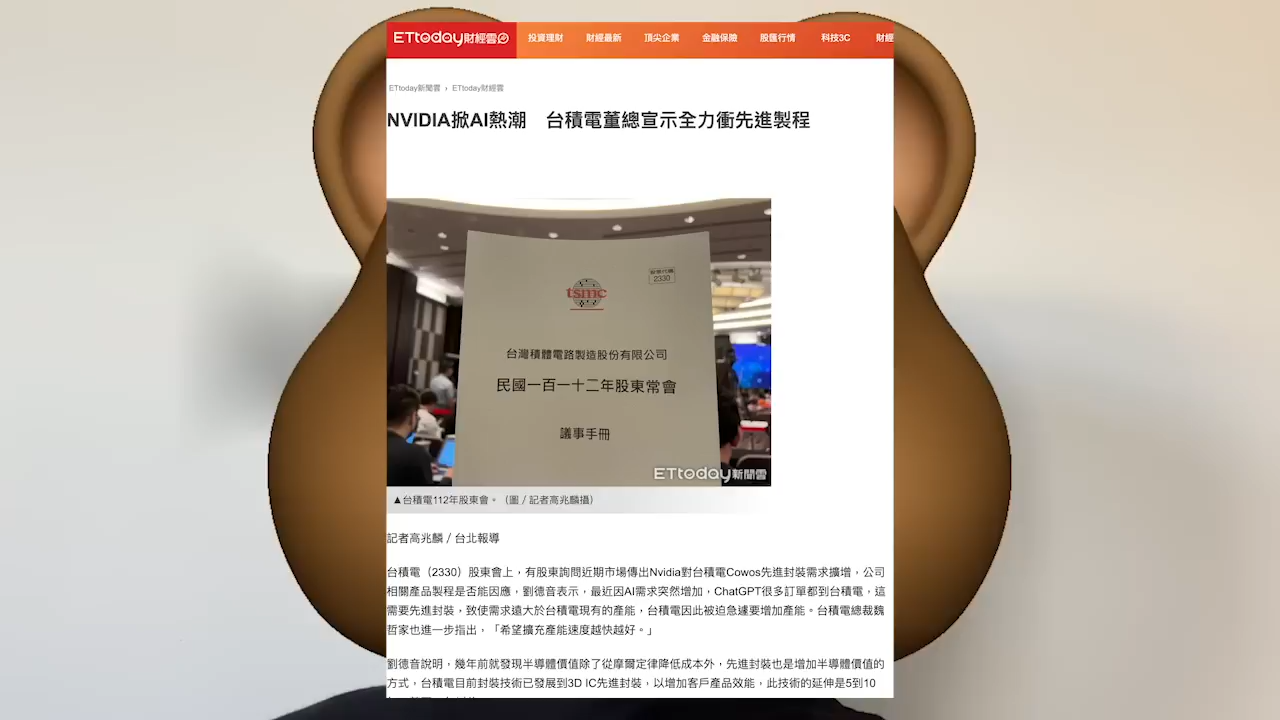 ETtoday財經雲
投資理財 財經最新 頂尖企業 金融保險 股匯行情 科技3C 財經
ETtoday新聞雲 › ETtoday財經雲
NVIDIA掀AI熱潮 台積電董總宣示全力衝先進製程
股票代碼
2330
tsmc
台灣積體電路製造股份有限公司
民國一百一十二年股東常會
議事手冊
ETtoday新聞雲
▲台積電112年股東會。（圖／記者高兆麟攝）
記者高兆麟／台北報導
台積電（2330）股東會上，有股東詢問近期市場傳出Nvidia對台積電Cowos先進封裝需求擴增，公司
相關產品製程是否能因應，劉德音表示，最近因AI需求突然增加，ChatGPT很多訂單都到台積電，這
需要先進封裝，致使需求遠大於台積電現有的產能，台積電因此被迫急遽要增加產能。台積電總裁魏
哲家也進一步指出，「希望擴充產能速度越快越好。」
劉德音說明，幾年前就發現半導體價值除了從摩爾定律降低成本外，先進封裝也是增加半導體價值的
方式，台積電目前封裝技術已發展到3D IC先進封裝，以增加客戶產品效能，此技術的延伸是5到10